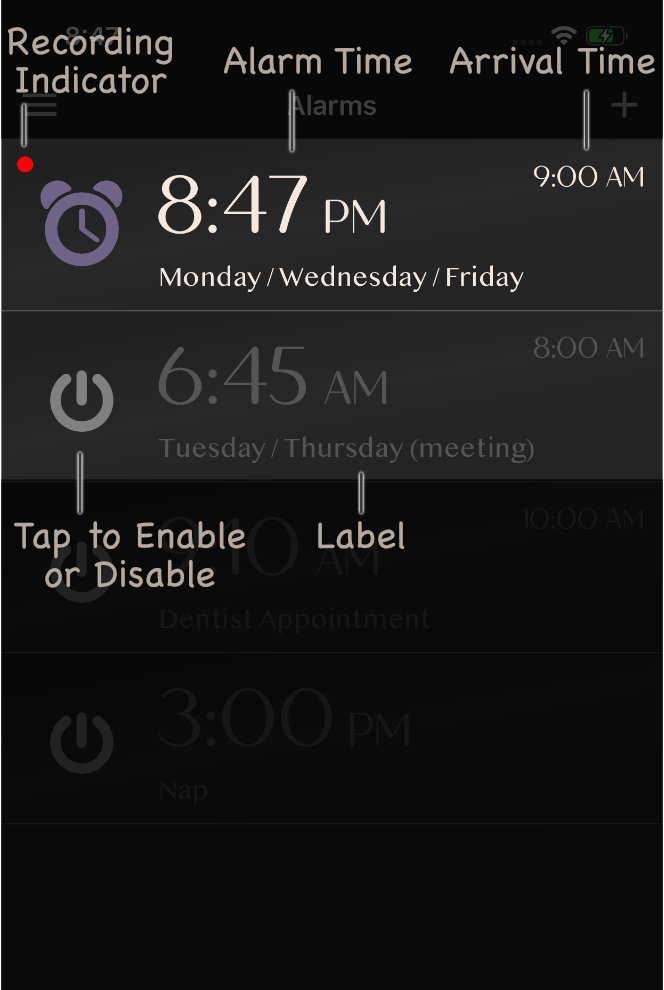 8:47
Recording
Indicator
Alarm Time
Arrival Time
Alarms
9:00 AM
8:47 PM
Monday / Wednesday / Friday
8:00 AM
6:45 AM
Tuesday / Thursday (meeting)
10:00 AM
9:10 AM
Tap to Enable
or Disable
Label
Dentist Appointment
3:00 PM
Nap